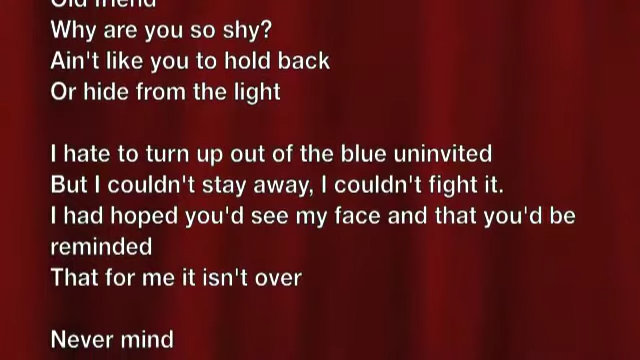 Old friend
Why are you so shy?
Ain't like you to hold back
Or hide from the light
I hate to turn up out of the blue uninvited
But I couldn't stay away, I couldn't fight it.
I had hoped you'd see my face and that you'd be
reminded
That for me it isn't over
Never mind